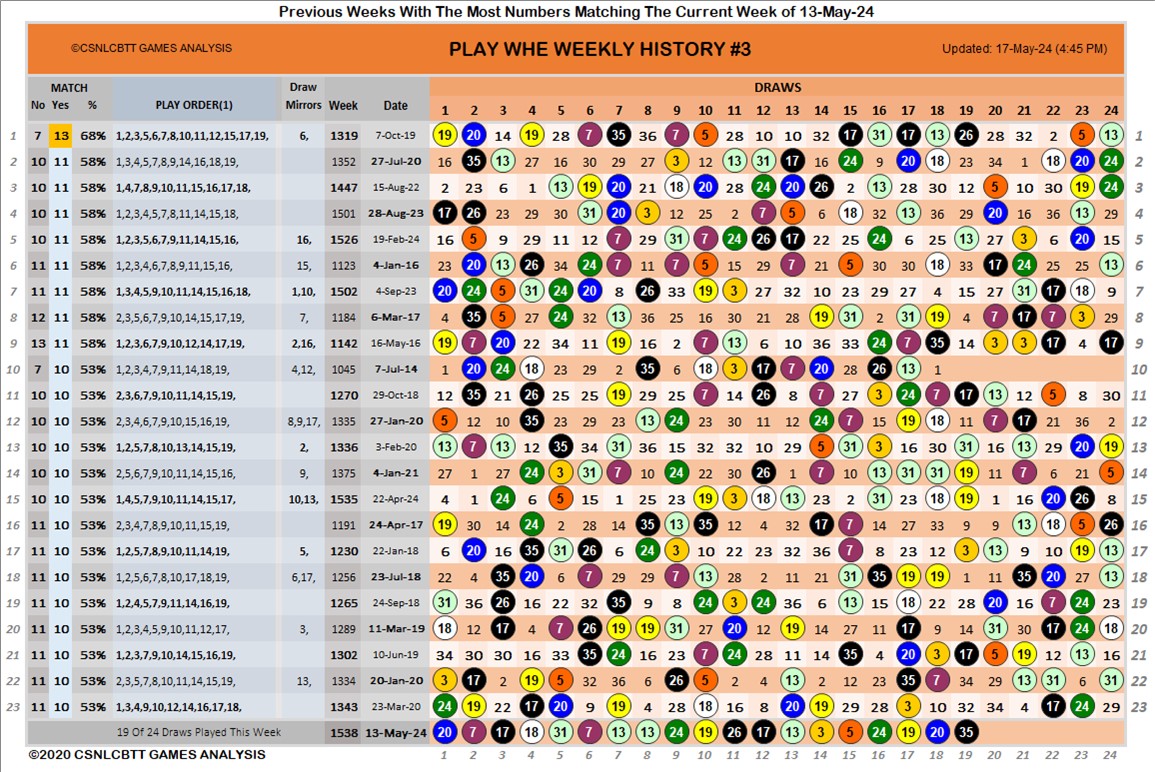 Previous Weeks With The Most Numbers Matching The Current Week of 13-May-24
©CSNLCBTT GAMES ANALYSIS PLAY WHE WEEKLY HISTORY #3 Updated: 17-May-24 (4:45 PM)
MATCH Draw DRAWS
No Yes % PLAY ORDER(1) Mirrors Week Date 1 2 3 4 5 6 7 8 9 10 11 12 13 14 15 16 17 18 19 20 21 22 23 24
1 7 13 68% 1,2,3,5,6,7,8,10,11,12,15,17,19, 6, 1319 7-Oct-19 19 20 14 19 28 7 35 36 7 5 28 10 10 32 17 31 17 13 26 28 32 2 5 13 1
2 10 11 58% 1,3,4,5,7,8,9,14,16,18,19, 1352 27-Jul-20 16 35 13 27 16 30 29 27 3 12 13 31 17 16 24 9 20 18 23 34 1 18 20 24 2
3 10 11 58% 1,4,7,8,9,10,11,15,16,17,18, 1447 15-Aug-22 2 23 6 1 13 19 20 21 18 20 28 24 20 26 2 13 28 30 12 5 10 30 19 24 3
4 10 11 58% 1,2,3,4,5,7,8,11,14,15,18, 1501 28-Aug-23 17 26 23 29 30 31 20 3 12 25 2 7 5 6 18 32 13 36 29 20 16 36 13 29 4
5 10 11 58% 1,2,3,5,6,7,9,11,14,15,16, 16, 1526 19-Feb-24 16 5 9 29 11 12 7 29 31 7 24 26 17 22 25 24 6 25 13 27 3 6 20 15 5
6 11 11 58% 1,2,3,4,6,7,8,9,11,15,16, 15, 1123 4-Jan-16 23 20 13 26 34 24 7 11 7 5 15 29 7 21 5 30 30 18 33 17 24 25 25 13 6
7 11 11 58% 1,3,4,5,9,10,11,14,15,16,18, 1,10, 1502 4-Sep-23 20 24 5 31 24 20 8 26 33 19 3 27 32 10 23 29 27 4 15 27 31 17 18 9 7
8 12 11 58% 2,3,5,6,7,9,10,14,15,17,19, 7, 1184 6-Mar-17 4 35 5 27 24 32 13 36 25 16 30 21 28 19 31 2 31 19 4 7 17 7 3 29 8
9 13 11 58% 1,2,3,6,7,9,10,12,14,17,19, 2,16, 1142 16-May-16 19 7 20 22 34 11 19 16 2 7 13 6 10 36 33 24 7 35 14 3 3 17 4 17 9
10 7 10 53% 1,2,3,4,6,8,9,11,15,17, 4,12, 1045 7-Jul-14 1 20 24 18 23 29 2 35 6 18 3 17 7 20 28 26 13 1 10
11 10 10 53% 2,3,6,7,9,10,11,14,15,19, 1270 29-Oct-18 12 35 21 26 25 25 19 29 25 7 14 26 8 7 27 3 24 7 17 13 12 5 8 30 11
12 10 10 53% 2,3,4,6,7,9,10,15,16,19, 8,9,17, 1335 27-Jan-20 5 12 10 35 23 29 23 13 24 23 30 11 12 24 7 15 19 18 11 7 17 21 36 2 12
13 10 10 53% 1,2,5,7,8,10,13,14,15,19, 2, 1336 3-Feb-20 13 7 13 12 35 34 31 36 15 32 32 10 29 5 31 3 16 30 31 16 13 29 20 19 13
14 10 10 53% 2,5,6,7,9,10,11,14,15,16, 9, 1375 4-Jan-21 27 1 27 24 3 31 7 10 24 22 30 26 1 7 10 13 31 31 19 11 7 6 21 5 14
15 10 10 53% 1,4,5,7,9,10,11,14,15,17, 10,13, 1535 22-Apr-24 4 1 24 6 5 15 1 25 23 19 3 18 13 23 2 31 23 18 19 1 16 20 26 8 15
16 11 10 53% 2,3,4,7,8,9,10,11,15,19, 1191 24-Apr-17 19 30 14 24 2 28 14 35 13 35 12 4 32 17 7 14 27 33 9 9 13 18 5 26 16
17 11 10 53% 1,2,5,7,8,9,10,11,14,19, 5, 1230 22-Jan-18 6 20 16 35 31 26 6 24 3 10 22 23 32 36 7 8 23 12 3 13 9 10 19 13 17
18 11 10 53% 1,2,5,6,7,8,10,17,18,19, 6,17, 1256 23-Jul-18 22 4 35 20 6 7 29 29 7 13 28 2 11 21 31 35 19 19 1 11 35 20 27 13 18
19 11 10 53% 1,2,4,5,7,9,11,14,16,19, 1265 24-Sep-18 31 36 26 16 22 32 35 9 8 24 3 24 36 6 13 15 18 22 28 20 16 7 24 23 19
20 11 10 53% 1,2,3,4,5,9,10,11,12,17, 3, 1289 11-Mar-19 18 12 17 4 7 26 19 19 31 27 20 12 19 14 27 11 17 9 14 31 30 17 24 18 20
21 11 10 53% 1,2,3,7,9,10,14,15,16,19, 1302 10-Jun-19 34 30 30 16 33 35 24 16 23 7 24 28 11 14 35 4 20 3 17 5 19 12 13 16 21
22 11 10 53% 2,3,5,7,8,10,11,14,15,19, 13, 1334 20-Jan-20 3 17 2 19 5 32 36 6 26 5 2 4 13 2 12 23 35 7 34 29 13 31 6 31 22
23 11 10 53% 1,3,4,9,10,12,14,16,17,18, 1343 23-Mar-20 24 19 22 17 20 9 19 4 28 18 16 8 20 19 29 28 3 10 32 34 4 17 24 29 23
19 Of 24 Draws Played This Week 1538 13-May-24 20 7 17 18 31 7 13 13 24 19 26 17 13 3 5 24 19 20 35
©2020 CSNLCBTT GAMES ANALYSIS 1 2 3 4 5 6 7 8 9 10 11 12 13 14 15 16 17 18 19 20 21 22 23 24